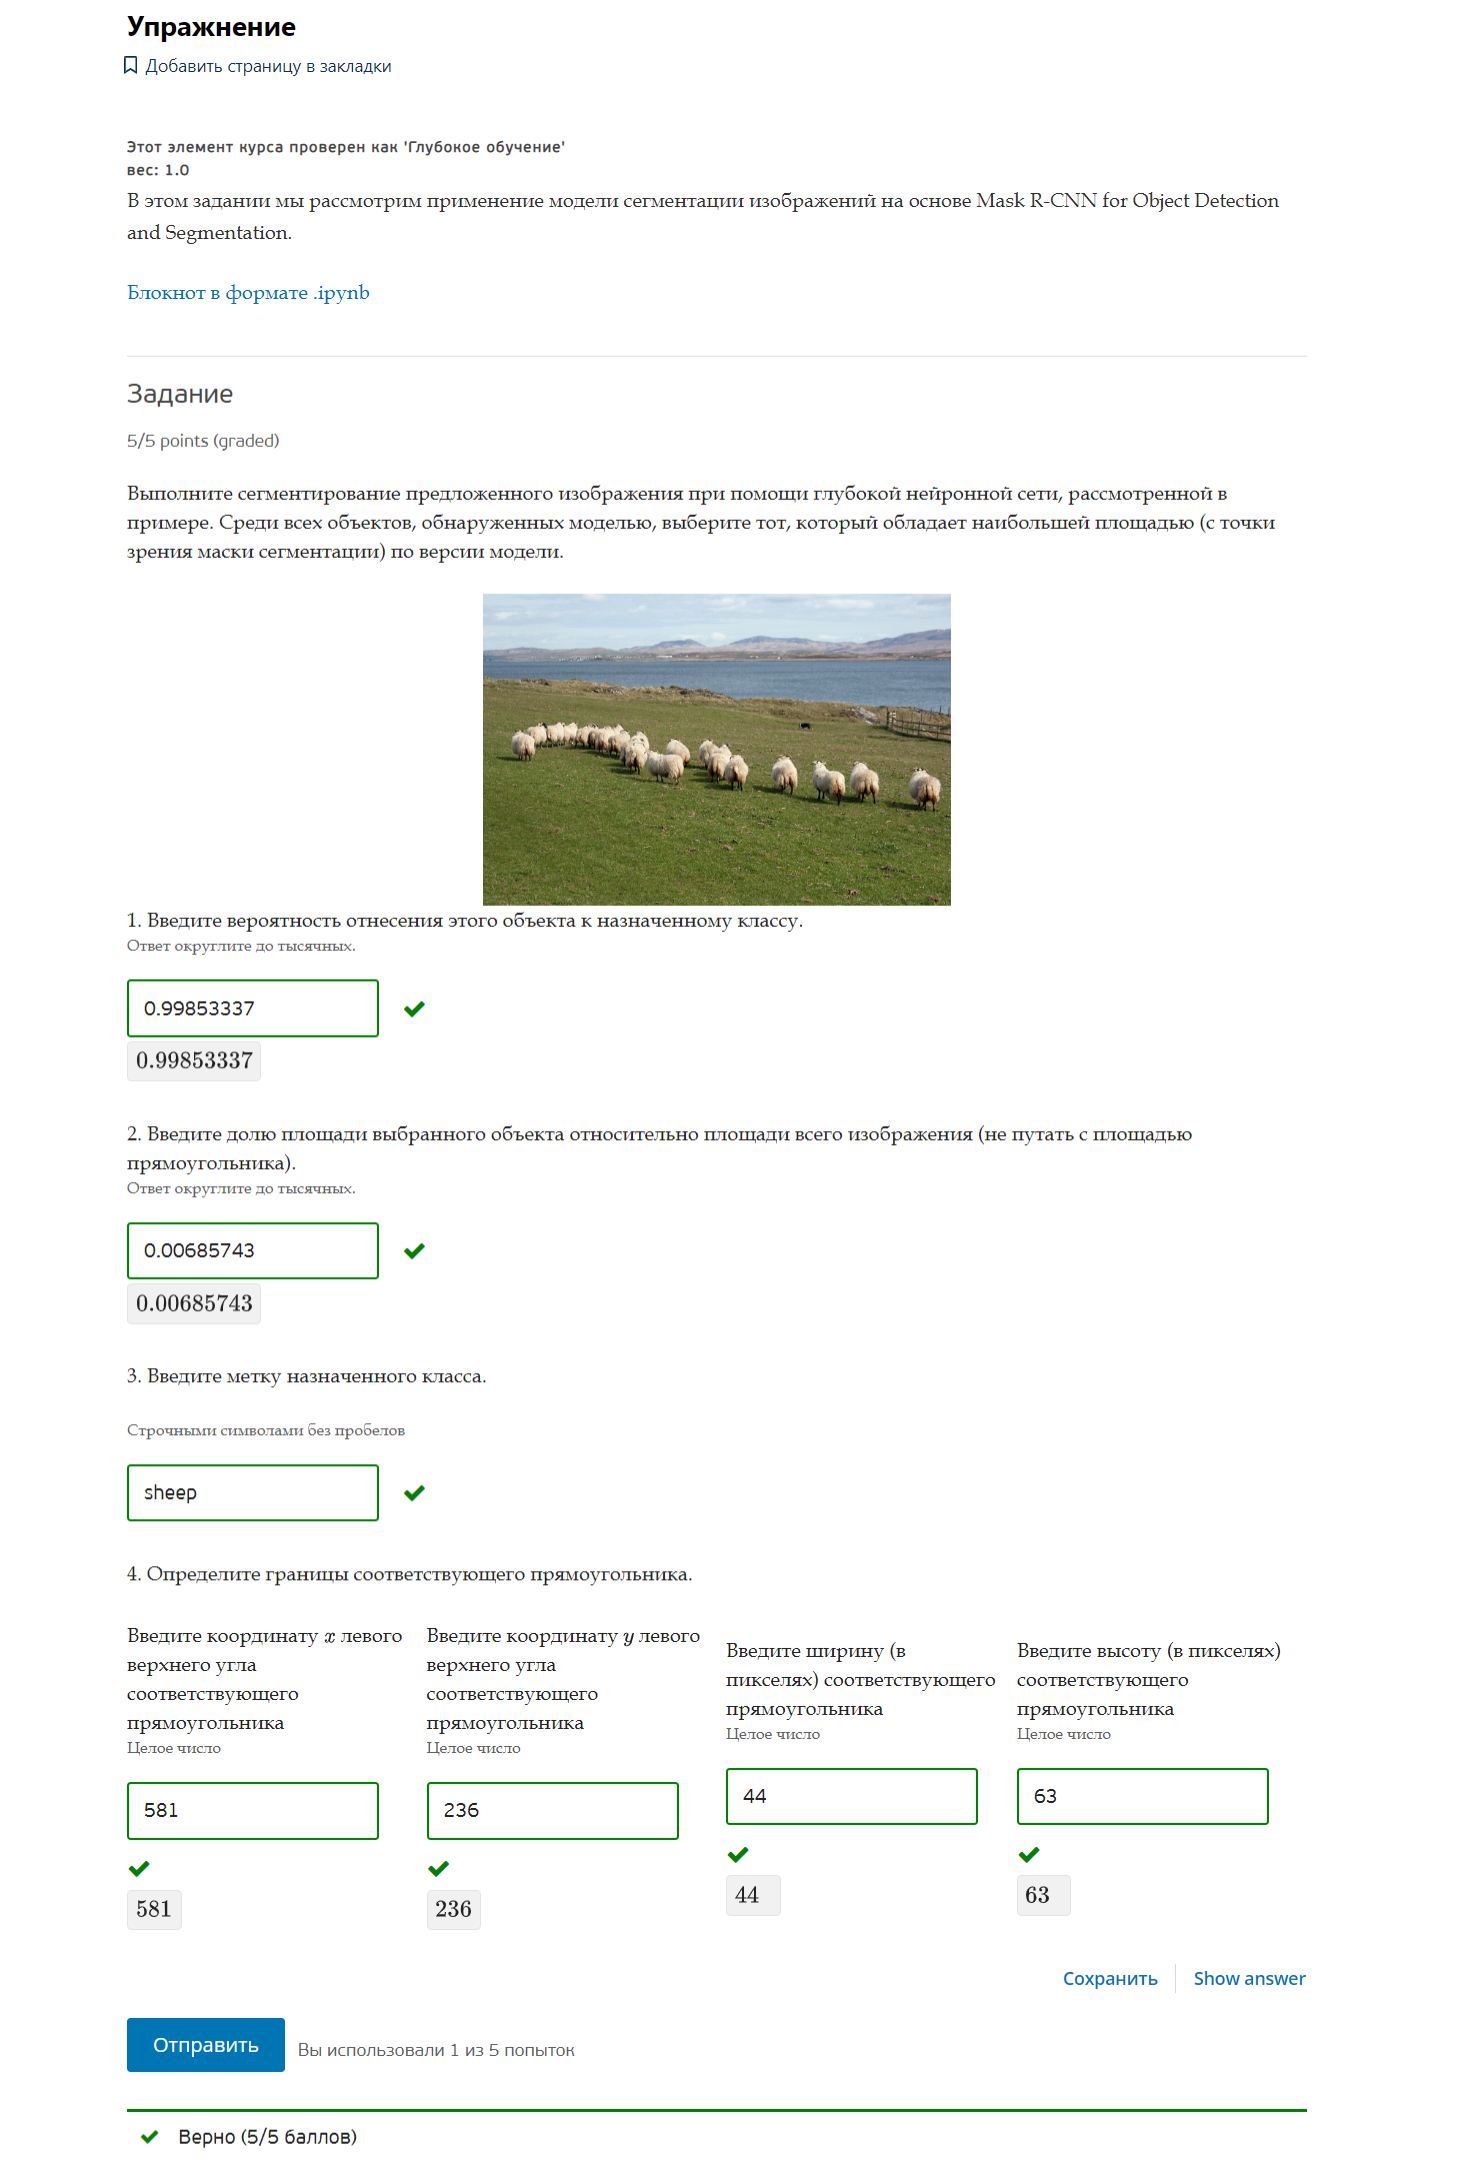 Упражнение
Добавить страницу в закладки
Этот элемент курса проверен как 'Глубокое обучение'
вес: 1.0
В этом задании мы рассмотрим применение модели сегментации изображений на основе Mask R-CNN for Object Detection
and Segmentation.
Блокнот в формате .ipynb
Задание
5/5 points (graded)
Выполните сегментирование предложенного изображения при помощи глубокой нейронной сети, рассмотренной в
примере. Среди всех объектов, обнаруженных моделью, выберите тот, который обладает наибольшей площадью (с точки
зрения маски сегментации) по версии модели.
1. Введите вероятность отнесения этого объекта к назначенному классу.
Ответ округлите до тысячных.
0.99853337
0.99853337
2. Введите долю площади выбранного объекта относительно площади всего изображения (не путать с площадью
прямоугольника).
Ответ округлите до тысячных.
0.00685743
0.00685743
3. Введите метку назначенного класса.
Строчными символами без пробелов
sheep
4. Определите границы соответствующего прямоугольника.
Введите координату x левого
верхнего угла
соответствующего
прямоугольника
Целое число
581
581
Введите координату y левого
верхнего угла
соответствующего
прямоугольника
Целое число
236
236
Введите ширину (в
пикселях) соответствующего
прямоугольника
Целое число
44
44
Введите высоту (в пикселях)
соответствующего
прямоугольника
Целое число
63
63
Сохранить
Show answer
Отправить
Вы использовали 1 из 5 попыток
Верно (5/5 баллов)